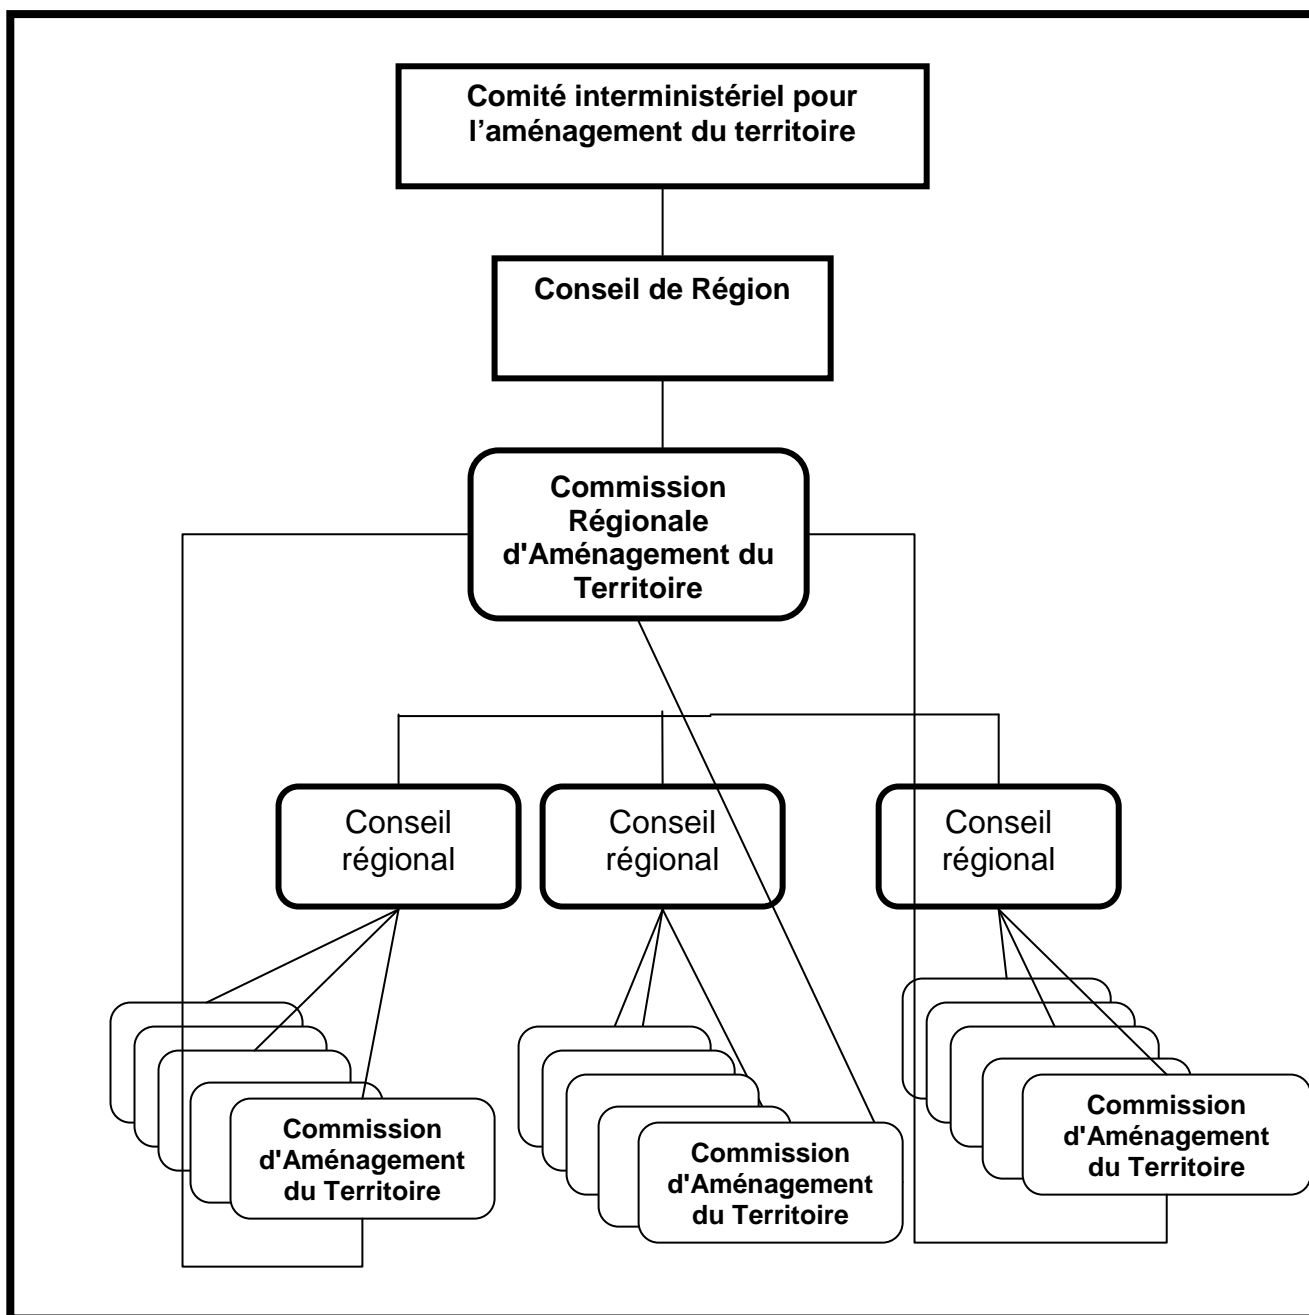 Comité interministériel pour
l’aménagement du territoire
Conseil de Région
Commission
Régionale
d'Aménagement du
Territoire
Conseil
régional
Conseil
régional
Conseil
régional
Commission
d'Aménagement
du Territoire
Commission
d'Aménagement
du Territoire
Commission
d'Aménagement
du Territoire